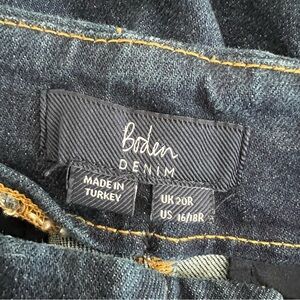 Boden
DENIM
MADE IN
TURKEY
UK 20R
US 16/18R